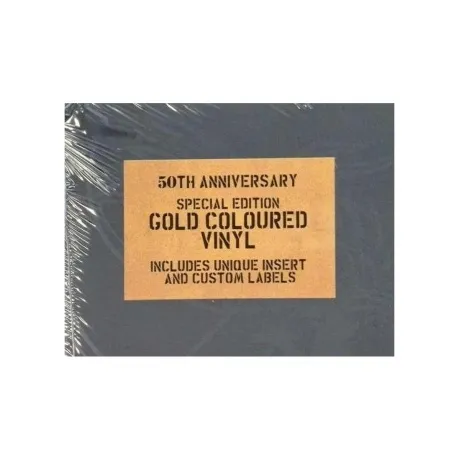 50TH ANNIVERSARY
SPECIAL EDITION
GOLD COLOURED
VINYL
INCLUDES UNIQUE INSERT
AND CUSTOM LABELS